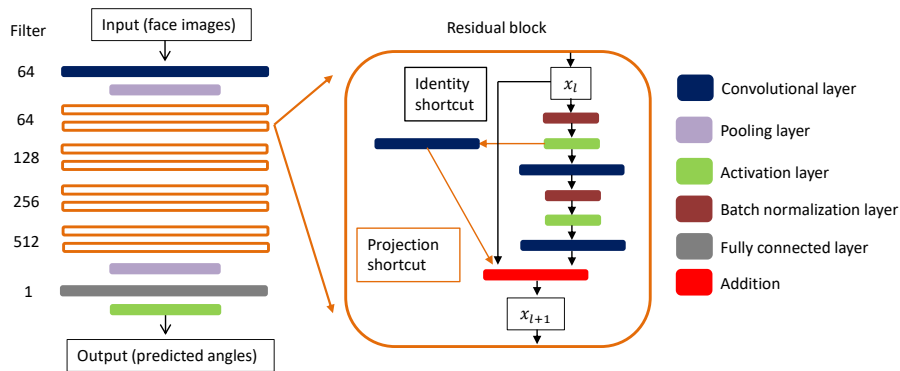 Filter
Input (face images)
64
64
128
256
512
1
Output (predicted angles)
Residual block
Identity
shortcut
x_l
Projection
shortcut
x_{l+1}
Convolutional layer
Pooling layer
Activation layer
Batch normalization layer
Fully connected layer
Addition